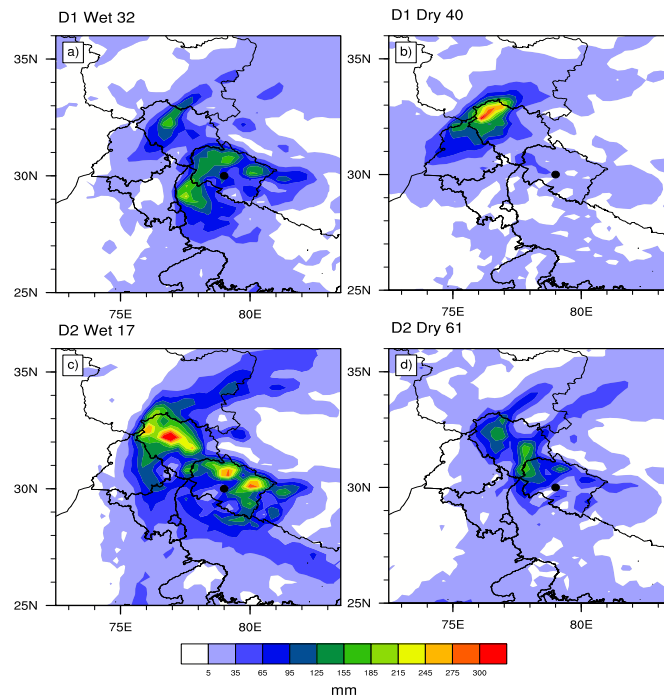 D1 Wet 32
D1 Dry 40
a)
b)
35N
30N
25N
75E
80E
35N
30N
25N
75E
80E
D2 Wet 17
D2 Dry 61
c)
d)
35N
30N
25N
75E
80E
35N
30N
25N
75E
80E
5 35 65 95 125 155 185 215 245 275 300
mm